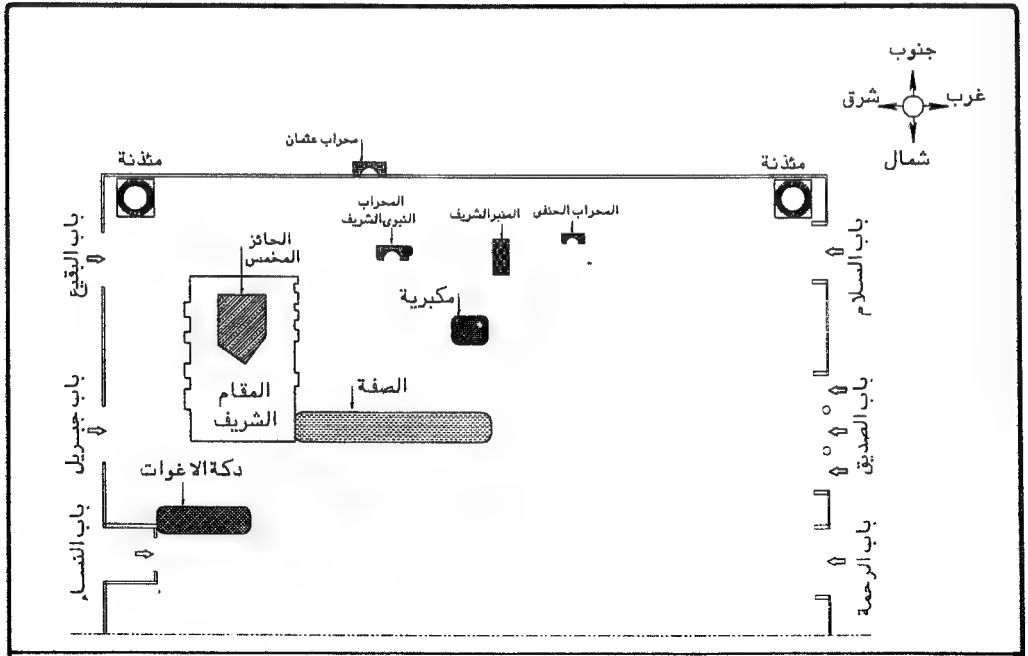 جنوب
غرب
شرق
شمال
محراب عثمان
مئذنة
مئذنة
المحراب الحنفي
المنبر الشريف
المحراب
النبوي الشريف
الحائز
المخمس
مكبرية
الصفة
المقام
الشريف
دكة الاغوات
باب السلام
باب الصديق
باب الرحمة
باب البقيع
باب جبريل
باب النساء